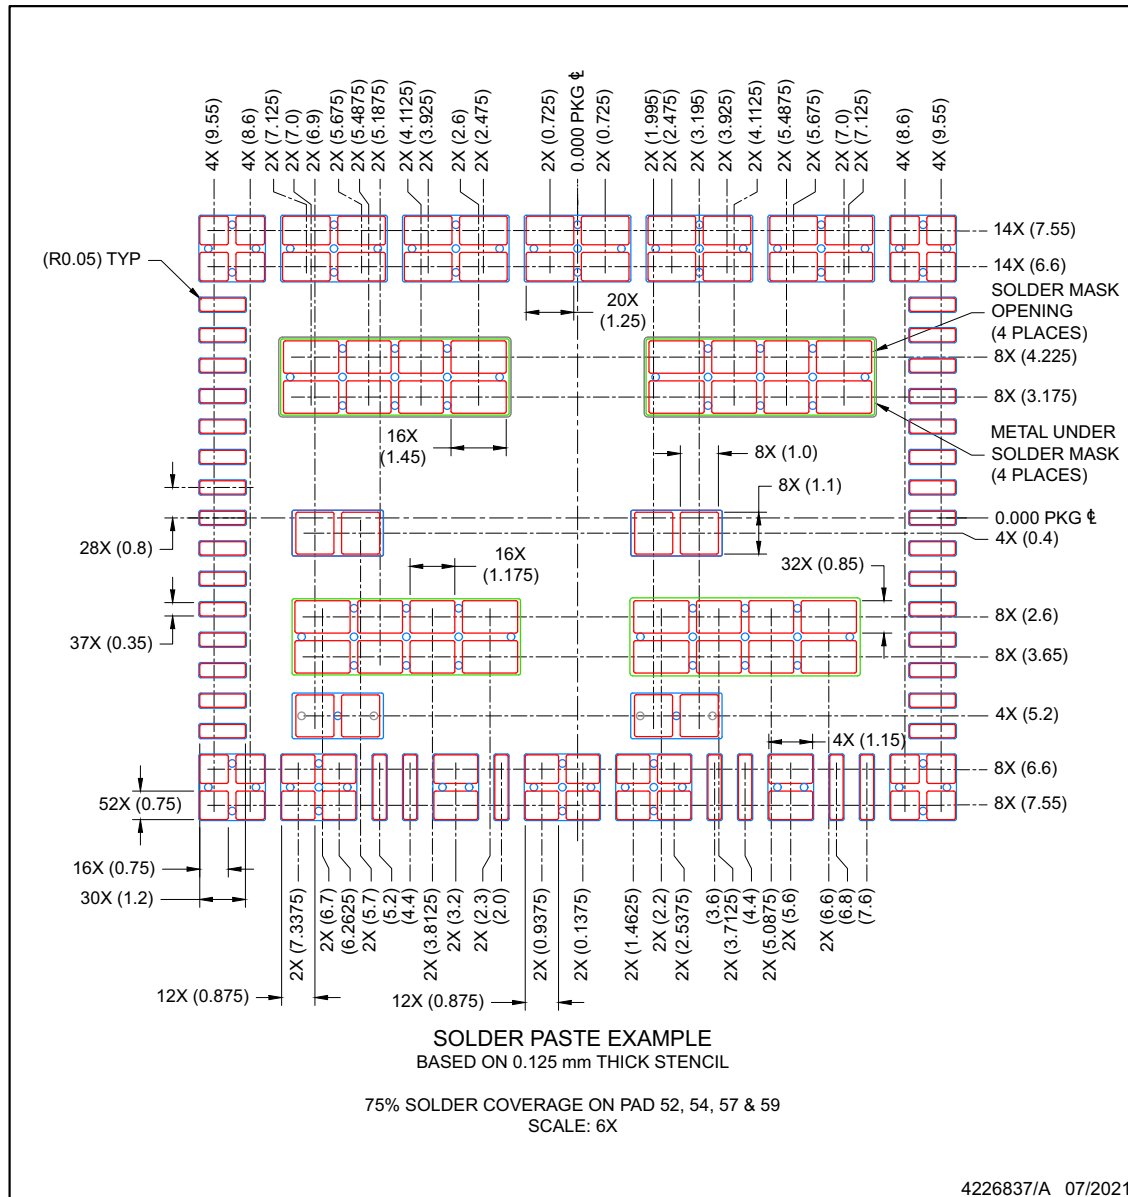 4X (9.55)
4X (8.6)
2X (7.125)
2X (7.0)
2X (6.9)
2X (5.675)
2X (5.4875)
2X (5.1875)
2X (4.1125)
2X (3.925)
2X (2.6)
2X (2.475)
2X (0.725)
0.000 PKG ℄
2X (0.725)
2X (1.995)
2X (2.475)
2X (3.195)
2X (3.925)
2X (4.1125)
2X (5.4875)
2X (5.675)
2X (7.0)
2X (7.125)
4X (8.6)
4X (9.55)
14X (7.55)
(R0.05) TYP
14X (6.6)
SOLDER MASK
OPENING
(4 PLACES)
20X
(1.25)
8X (4.225)
8X (3.175)
METAL UNDER
SOLDER MASK
(4 PLACES)
16X
(1.45)
8X (1.0)
8X (1.1)
0.000 PKG ℄
4X (0.4)
28X (0.8)
16X
(1.175)
32X (0.85)
8X (2.6)
37X (0.35)
8X (3.65)
4X (5.2)
4X (1.15)
8X (6.6)
52X (0.75)
8X (7.55)
16X (0.75)
30X (1.2)
2X (7.3375)
2X (6.7)
(6.2625)
2X (5.7)
(5.2)
(4.4)
2X (3.8125)
2X (3.2)
2X (2.3)
(2.0)
2X (0.9375)
2X (0.1375)
2X (1.4625)
2X (2.2)
2X (2.5375)
(3.6)
2X (3.7125)
(4.4)
2X (5.0875)
2X (5.6)
2X (6.6)
(6.8)
(7.6)
12X (0.875)
12X (0.875)
SOLDER PASTE EXAMPLE
BASED ON 0.125 mm THICK STENCIL
75% SOLDER COVERAGE ON PAD 52, 54, 57 & 59
SCALE: 6X
4226837/A 07/2021